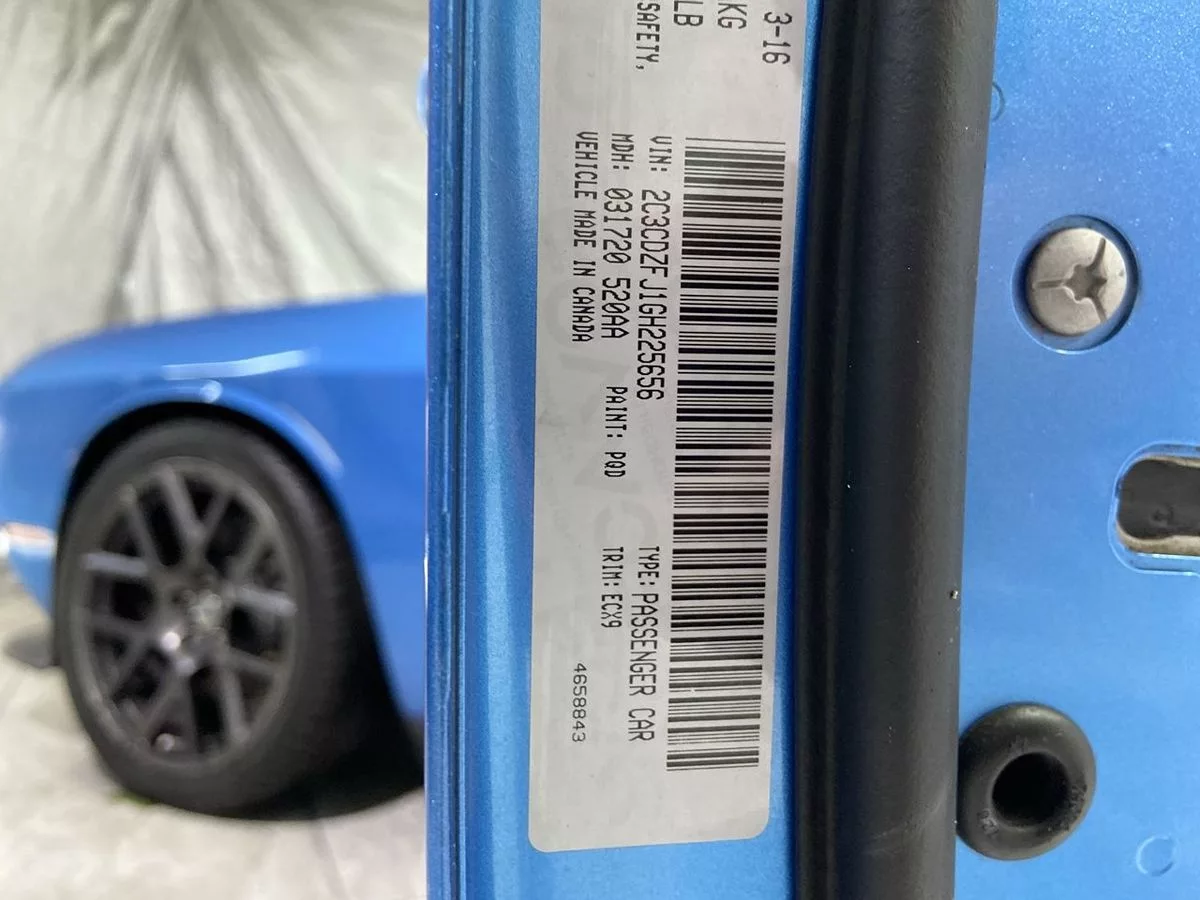 3-16
KG
LB
SAFETY,
VIN: 2C3CDZFJ1GH225656 TYPE: PASSENGER CAR
MDH: 031720 520AA PAINT: PQD TRIM: ECX9
VEHICLE MADE IN CANADA 4658843